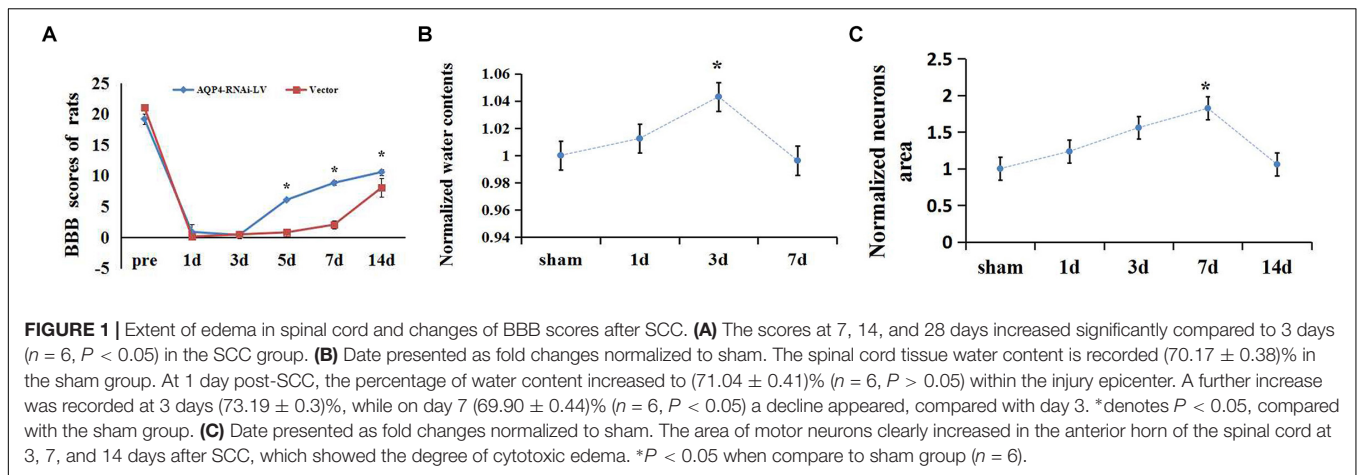 A
BBB scores of rats
AQP4-RNAi-LV
Vector
25
20
15
10
5
0
-5
*
*
*
pre 1d 3d 5d 7d 14d
B
Normalized water contents
1.06
1.04
1.02
1
0.98
0.96
0.94
*
sham 1d 3d 7d
C
Normalized neurons
area
2.5
2
1.5
1
0.5
0
*
sham 1d 3d 7d 14d
FIGURE 1 | Extent of edema in spinal cord and changes of BBB scores after SCC. (A) The scores at 7, 14, and 28 days increased significantly compared to 3 days
(n = 6, P < 0.05) in the SCC group. (B) Date presented as fold changes normalized to sham. The spinal cord tissue water content is recorded (70.17 ± 0.38)% in
the sham group. At 1 day post-SCC, the percentage of water content increased to (71.04 ± 0.41)% (n = 6, P > 0.05) within the injury epicenter. A further increase
was recorded at 3 days (73.19 ± 0.3)%, while on day 7 (69.90 ± 0.44)% (n = 6, P < 0.05) a decline appeared, compared with day 3. *denotes P < 0.05, compared
with the sham group. (C) Date presented as fold changes normalized to sham. The area of motor neurons clearly increased in the anterior horn of the spinal cord at
3, 7, and 14 days after SCC, which showed the degree of cytotoxic edema. *P < 0.05 when compare to sham group (n = 6).